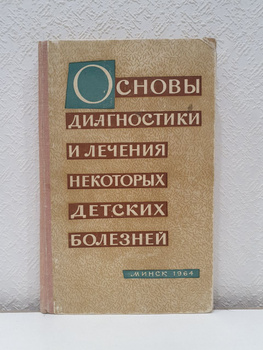 Основы
диагностики
и лечения
некоторых
детских
болезней
Минск 1964